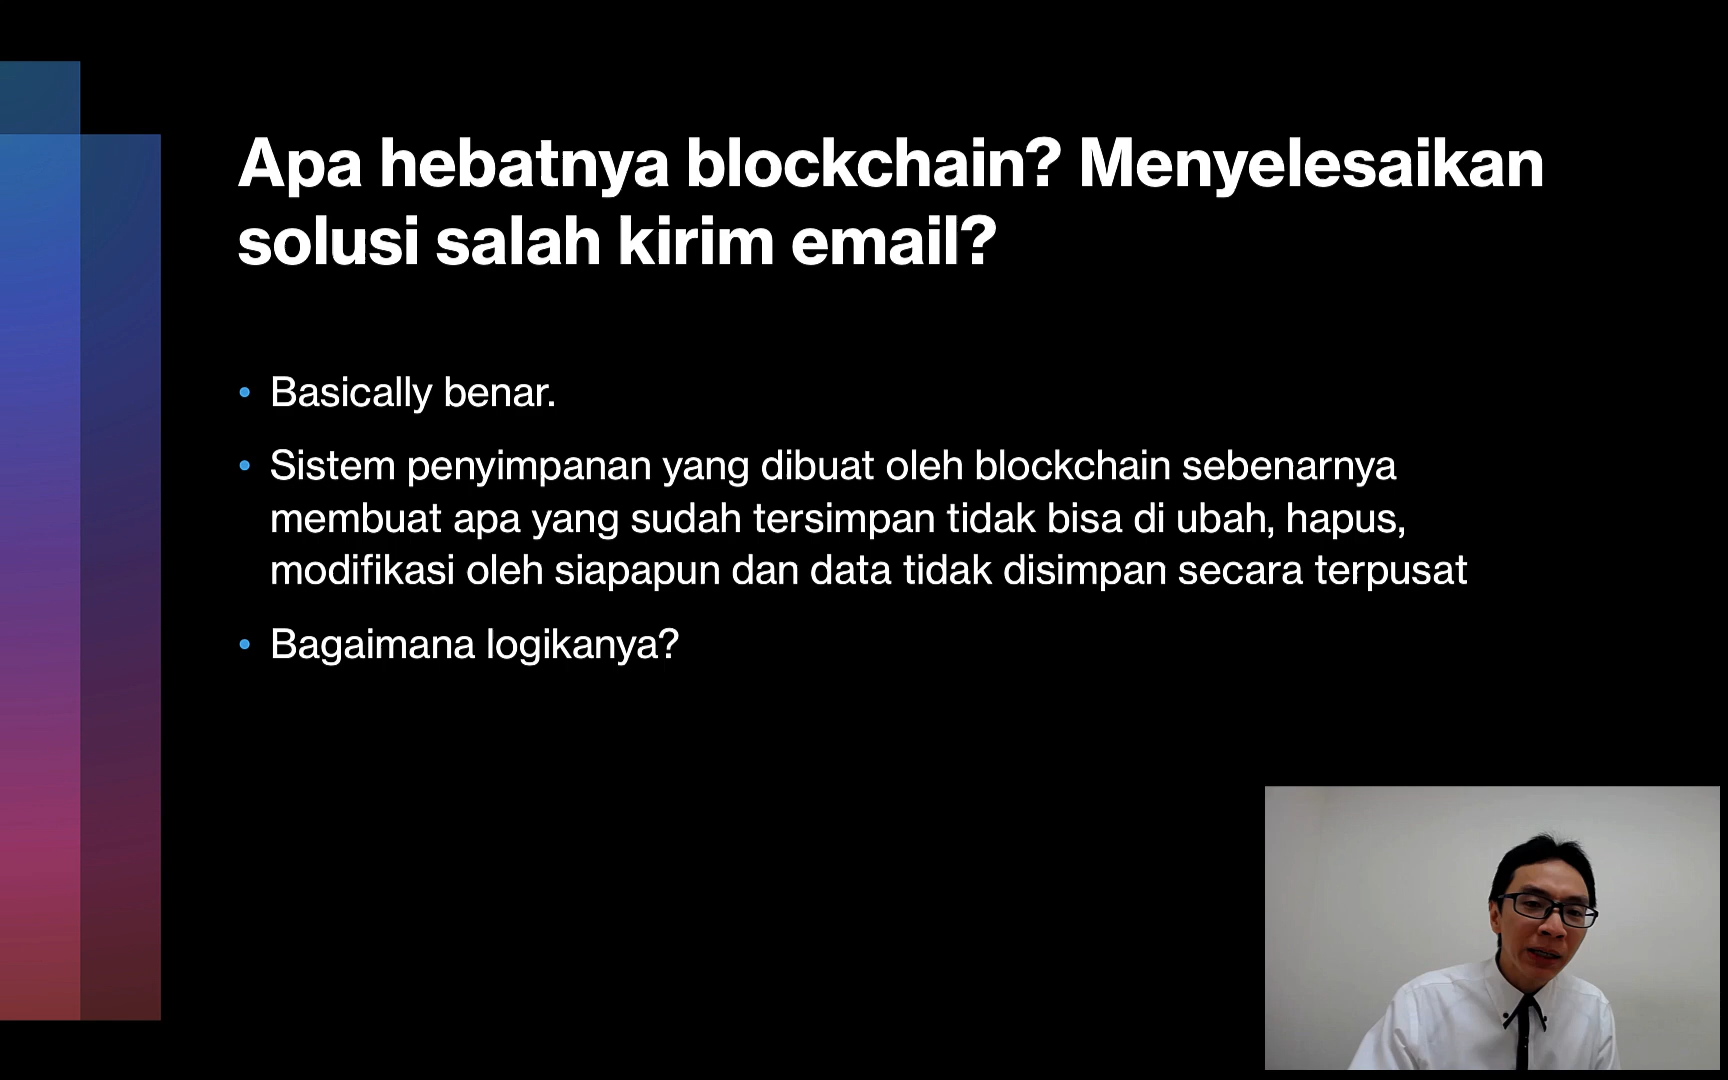 Apa hebatnya blockchain? Menyelesaikan
solusi salah kirim email?
• Basically benar.
• Sistem penyimpanan yang dibuat oleh blockchain sebenarnya
membuat apa yang sudah tersimpan tidak bisa di ubah, hapus,
modifikasi oleh siapapun dan data tidak disimpan secara terpusat
• Bagaimana logikanya?